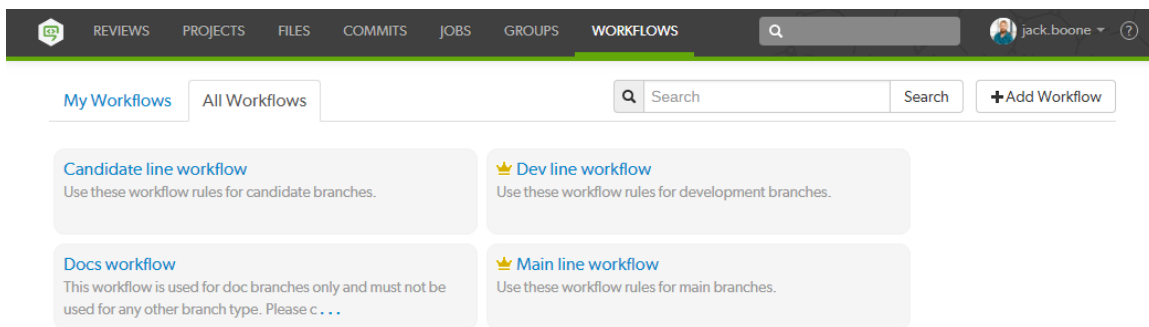 REVIEWS PROJECTS FILES COMMITS JOBS GROUPS WORKFLOWS jack.boone ?
My Workflows All Workflows Search Search +Add Workflow
Candidate line workflow
Use these workflow rules for candidate branches.
Dev line workflow
Use these workflow rules for development branches.
Docs workflow
This workflow is used for doc branches only and must not be
used for any other branch type. Please c...
Main line workflow
Use these workflow rules for main branches.